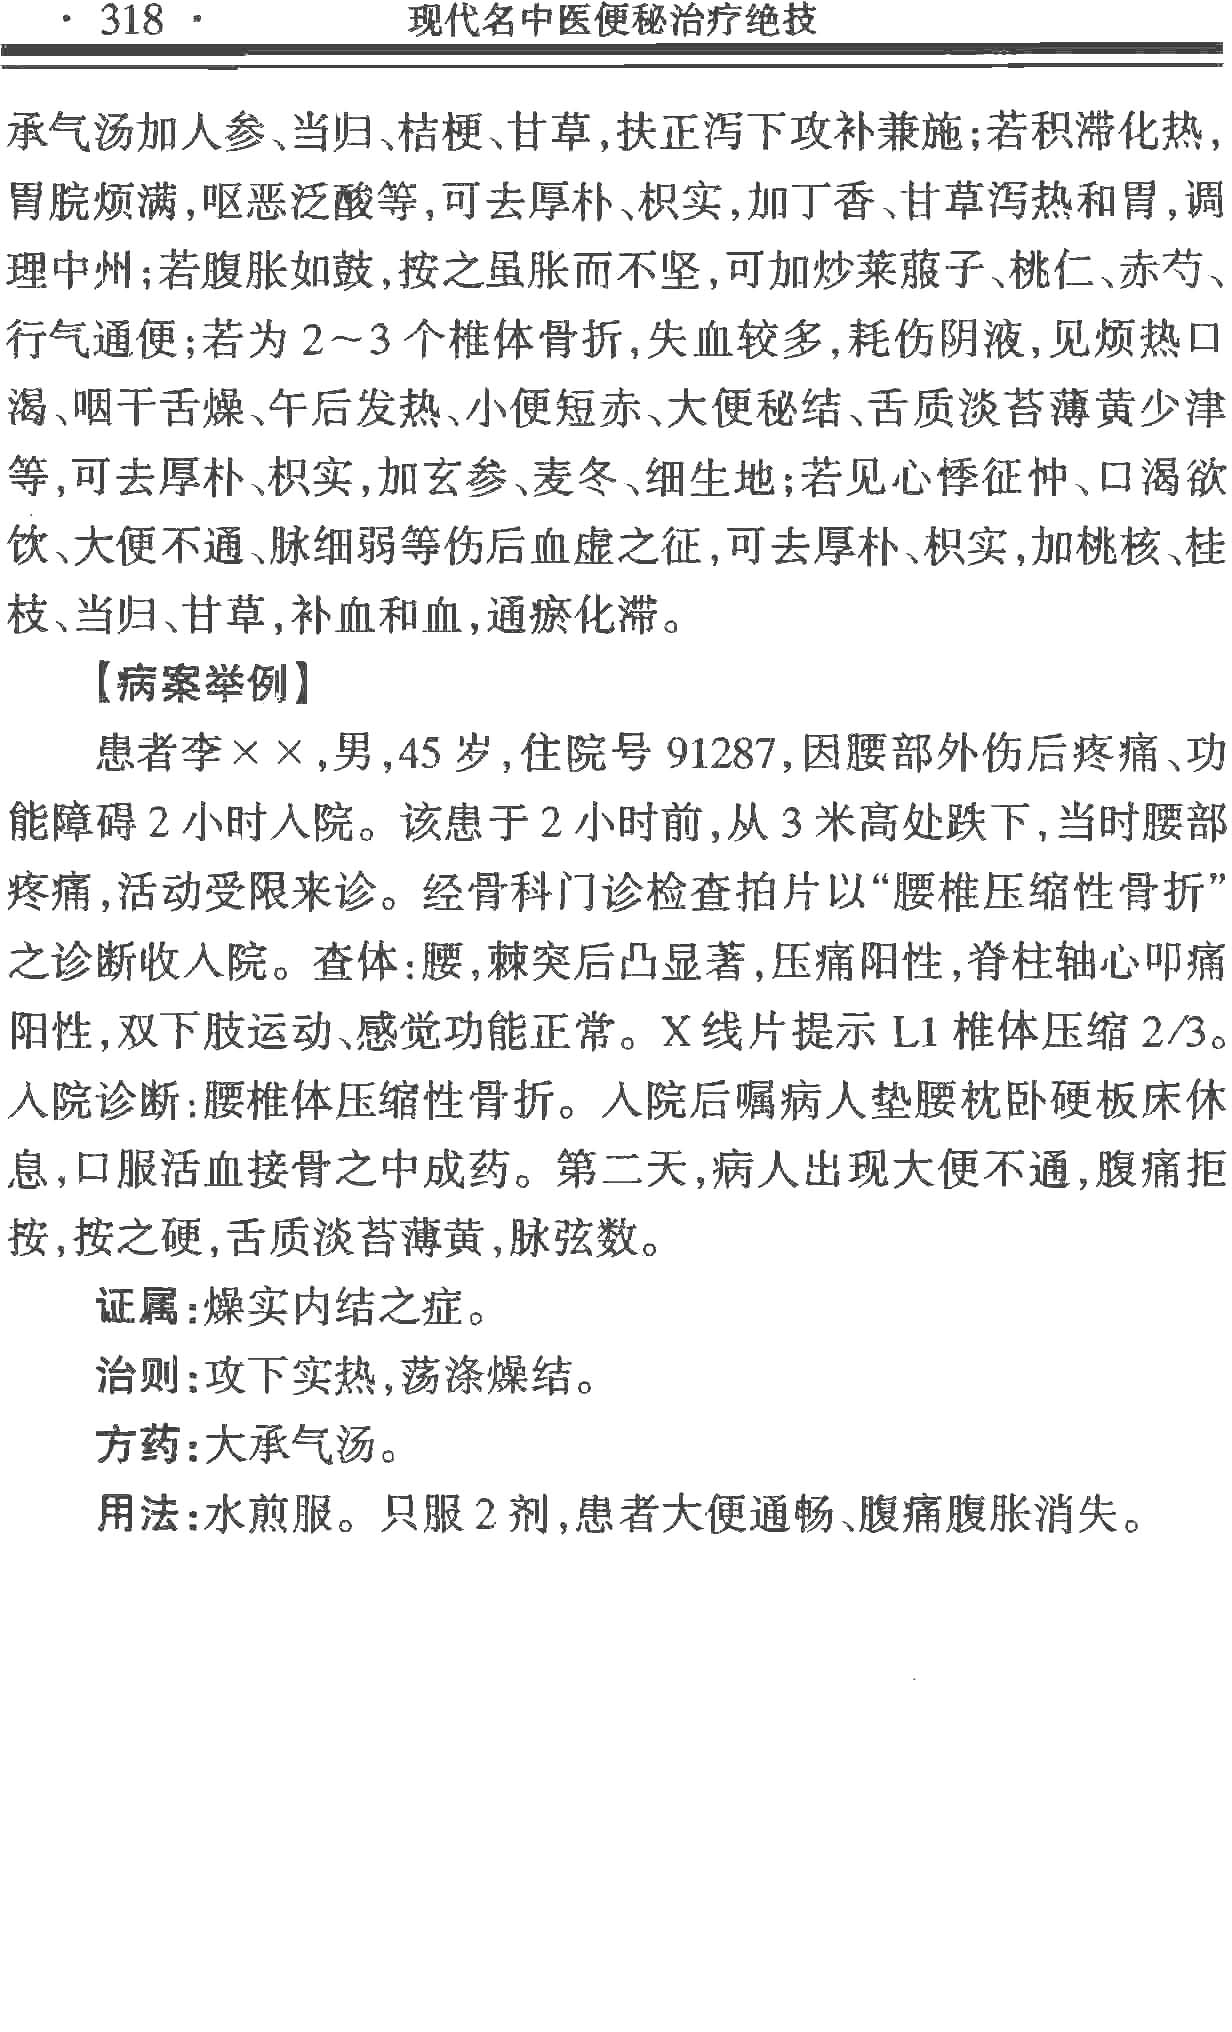 · 318 · 现代名中医便秘治疗绝技
承气汤加人参、当归、桔梗、甘草,扶正泻下攻补兼施;若积滞化热,
胃脘烦满,呕恶泛酸等,可去厚朴、枳实,加丁香、甘草泻热和胃,调
理中州;若腹胀如鼓,按之虽胀而不坚,可加炒莱菔子、桃仁、赤芍、
行气通便;若为 2~3 个椎体骨折,失血较多,耗伤阴液,见烦热口
渴、咽干舌燥、午后发热、小便短赤、大便秘结、舌质淡苔薄黄少津
等,可去厚朴、枳实,加玄参、麦冬、细生地;若见心悸征忡、口渴欲
饮、大便不通、脉细弱等伤后血虚之征,可去厚朴、枳实,加桃核、桂
枝、当归、甘草,补血和血,通瘀化滞。
【病案举例】
患者李××,男,45 岁,住院号 91287,因腰部外伤后疼痛、功
能障碍 2 小时入院。该患于 2 小时前,从 3 米高处跌下,当时腰部
疼痛,活动受限来诊。经骨科门诊检查拍片以“腰椎压缩性骨折”
之诊断收入院。查体:腰,棘突后凸显著,压痛阳性,脊柱轴心叩痛
阳性,双下肢运动、感觉功能正常。X 线片提示 L1 椎体压缩 2/3。
入院诊断:腰椎体压缩性骨折。入院后嘱病人垫腰枕卧硬板床休
息,口服活血接骨之中成药。第二天,病人出现大便不通,腹痛拒
按,按之硬,舌质淡苔薄黄,脉弦数。
证属:燥实内结之症。
治则:攻下实热,荡涤燥结。
方药:大承气汤。
用法:水煎服。只服 2 剂,患者大便通畅、腹痛腹胀消失。